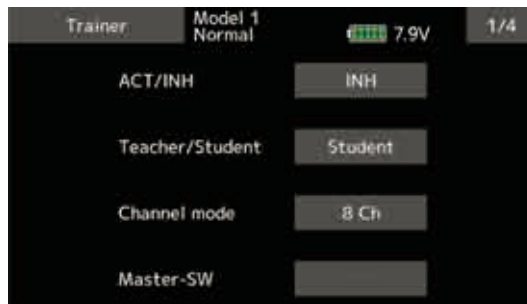 Trainer Model 1 Normal 7.9V 1/4
ACT/INH INH
Teacher/Student Student
Channel mode 8 Ch
Master-SW